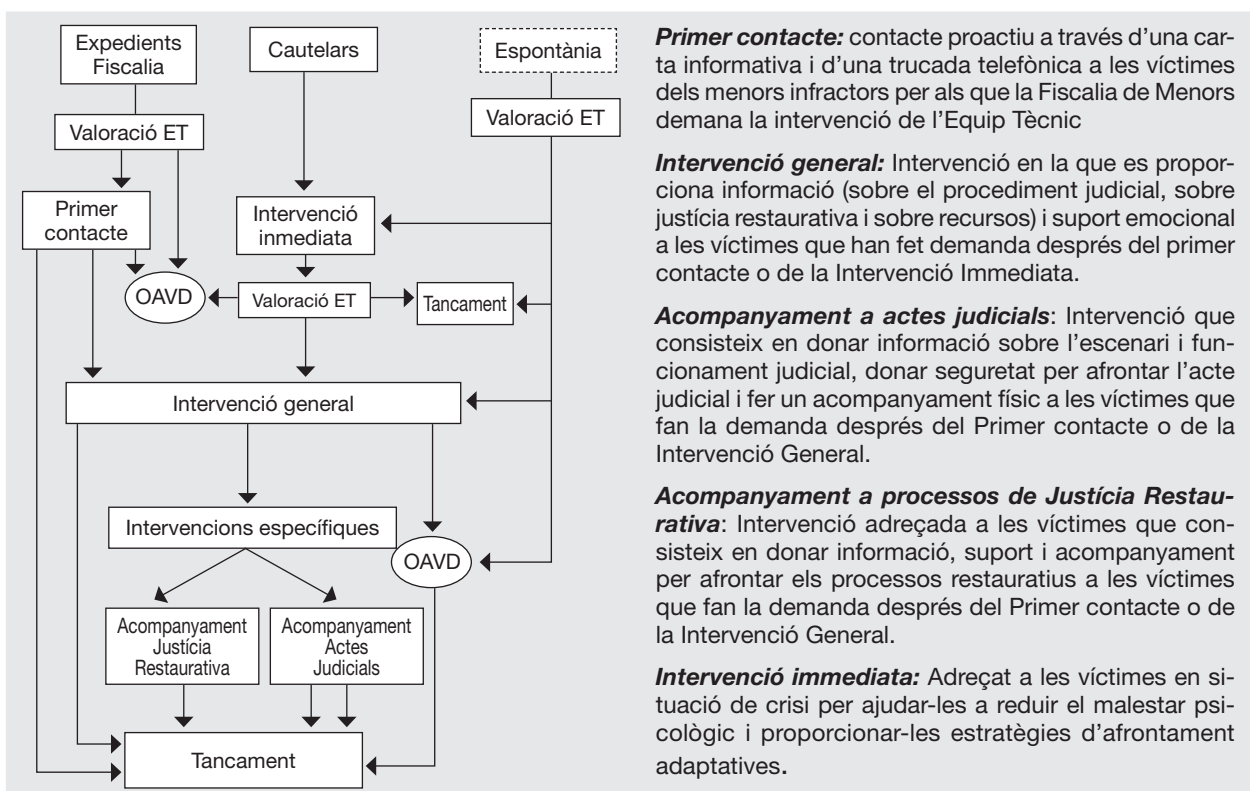 Expedients
Fiscalia
Cautelars
Espontània
Valoració ET
Valoració ET
Primer
contacte
Intervenció
inmediata
OAVD
Valoració ET
Tancament
Intervenció general
Intervencions específiques
OAVD
Acompanyament
Justícia
Restaurativa
Acompanyament
Actes
Judicials
Tancament
Primer contacte: contacte proactiu a través d’una car-
ta informativa i d’una trucada telefònica a les víctimes
dels menors infractors per als que la Fiscalia de Menors
demana la intervenció de l’Equip Tècnic
Intervenció general: Intervenció en la que es propor-
ciona informació (sobre el procediment judicial, sobre
justícia restaurativa i sobre recursos) i suport emocional
a les víctimes que han fet demanda després del primer
contacte o de la Intervenció Immediata.
Acompanyament a actes judicials: Intervenció que
consisteix en donar informació sobre l’escenari i fun-
cionament judicial, donar seguretat per afrontar l’acte
judicial i fer un acompanyament físic a les víctimes que
fan la demanda després del Primer contacte o de la
Intervenció General.
Acompanyament a processos de Justícia Restau-
rativa: Intervenció adreçada a les víctimes que con-
sisteix en donar informació, suport i acompanyament
per afrontar els processos restauratius a les víctimes
que fan la demanda després del Primer contacte o de
la Intervenció General.
Intervenció immediata: Adreçat a les víctimes en si-
tuació de crisi per ajudar-les a reduir el malestar psi-
cològic i proporcionar-les estratègies d’afrontament
adaptatives.